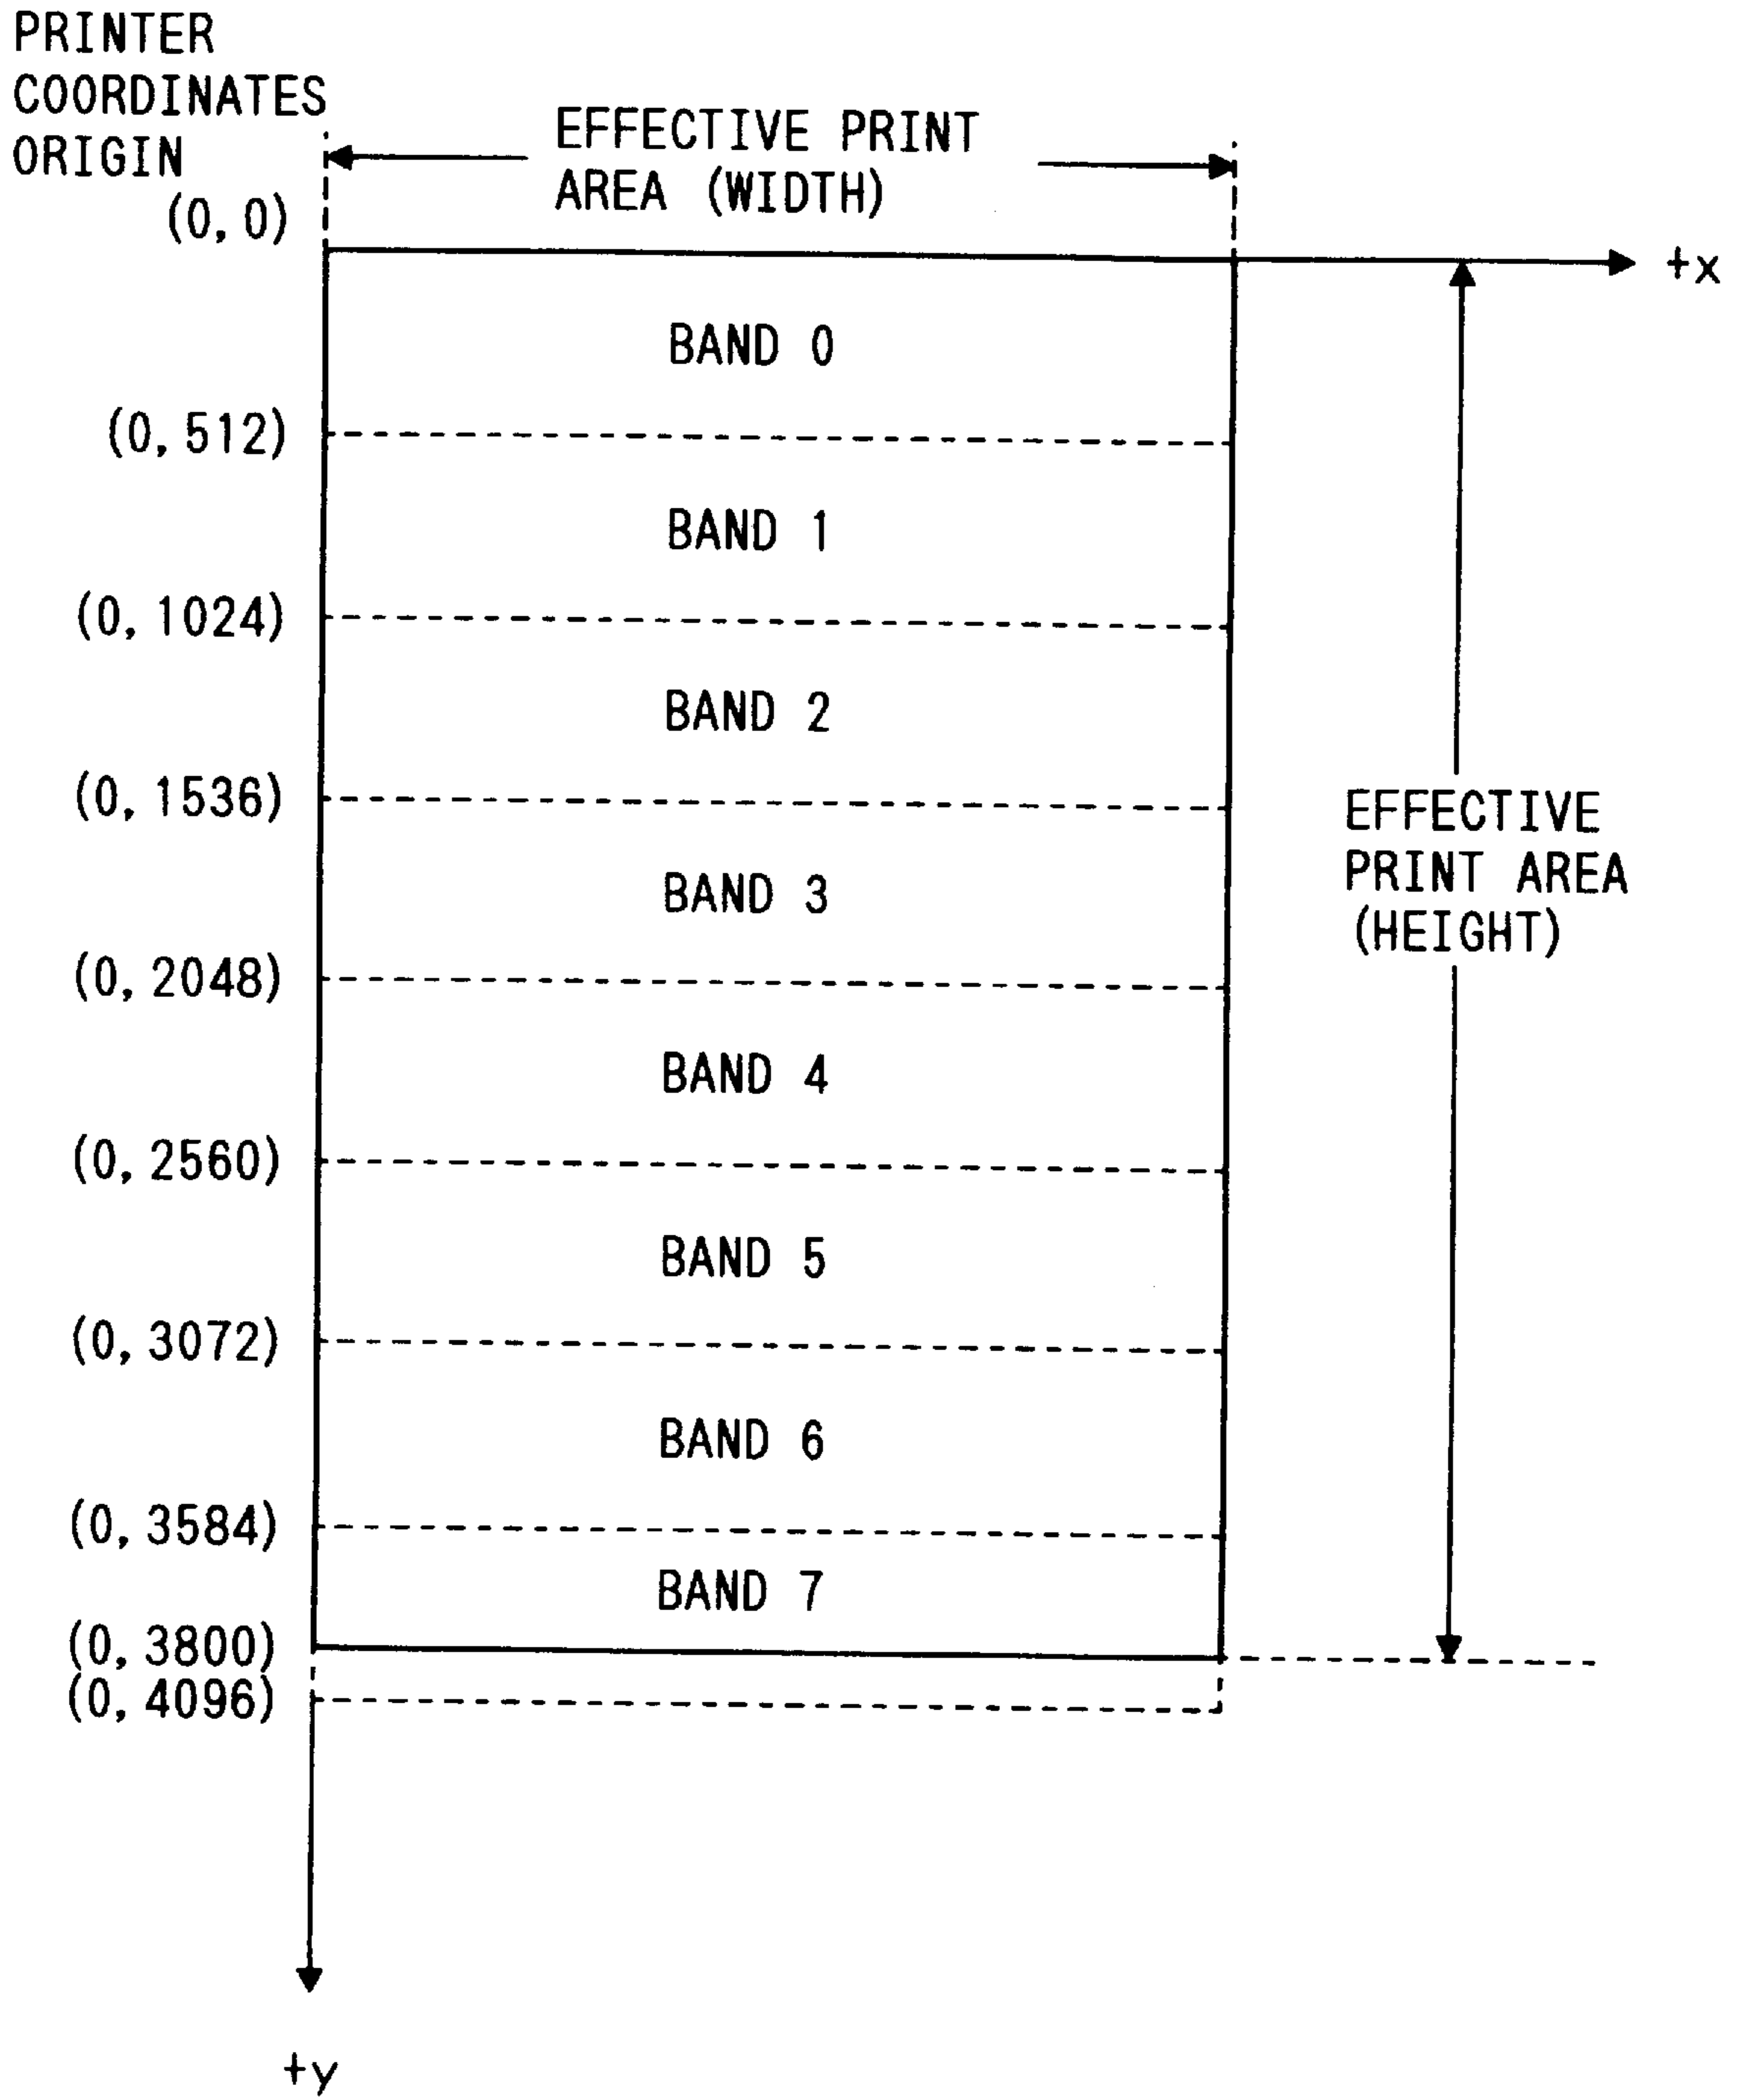 PRINTER
COORDINATES
ORIGIN
(0, 0)
EFFECTIVE PRINT
AREA (WIDTH)
+x
BAND 0
(0, 512)
BAND 1
(0, 1024)
BAND 2
(0, 1536)
EFFECTIVE
PRINT AREA
(HEIGHT)
BAND 3
(0, 2048)
BAND 4
(0, 2560)
BAND 5
(0, 3072)
BAND 6
(0, 3584)
BAND 7
(0, 3800)
(0, 4096)
+y